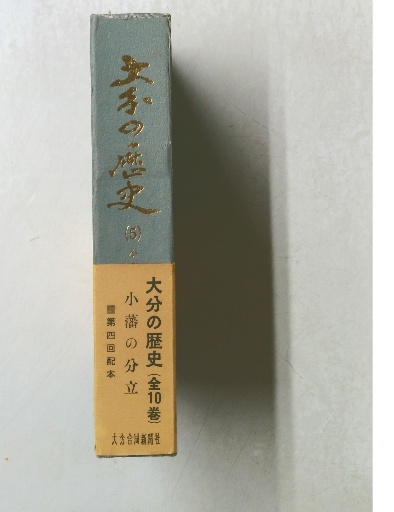 大分の歴史
(5)
大分の歴史(全10巻)
小藩の分立
■第四回配本
大分合同新聞社